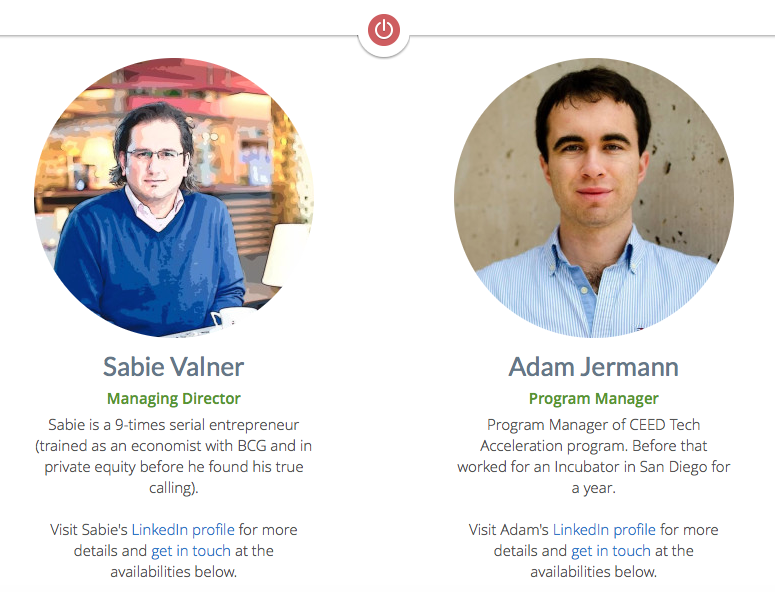 Sabie Valner
Managing Director
Sabie is a 9-times serial entrepreneur
(trained as an economist with BCG and in
private equity before he found his true
calling).
Visit Sabie's LinkedIn profile for more
details and get in touch at the
availabilities below.
Adam Jermann
Program Manager
Program Manager of CEED Tech
Acceleration program. Before that
worked for an Incubator in San Diego for
a year.
Visit Adam's LinkedIn profile for more
details and get in touch at the
availabilities below.